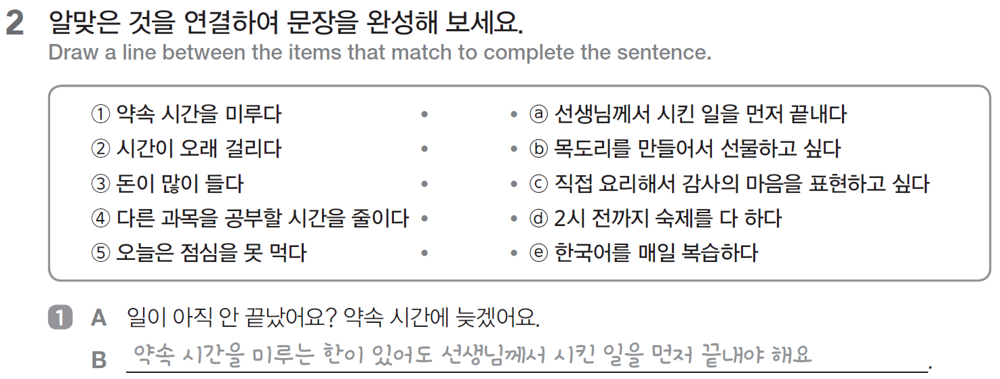 2 알맞은 것을 연결하여 문장을 완성해 보세요.
Draw a line between the items that match to complete the sentence.
① 약속 시간을 미루다 • • ⓐ 선생님께서 시킨 일을 먼저 끝내다
② 시간이 오래 걸리다 • • ⓑ 목도리를 만들어서 선물하고 싶다
③ 돈이 많이 들다 • • ⓒ 직접 요리해서 감사의 마음을 표현하고 싶다
④ 다른 과목을 공부할 시간을 줄이다 • • ⓓ 2시 전까지 숙제를 다 하다
⑤ 오늘은 점심을 못 먹다 • • ⓔ 한국어를 매일 복습하다
1 A 일이 아직 안 끝났어요? 약속 시간에 늦겠어요.
B 약속 시간을 미루는 한이 있어도 선생님께서 시킨 일을 먼저 끝내야 해요.